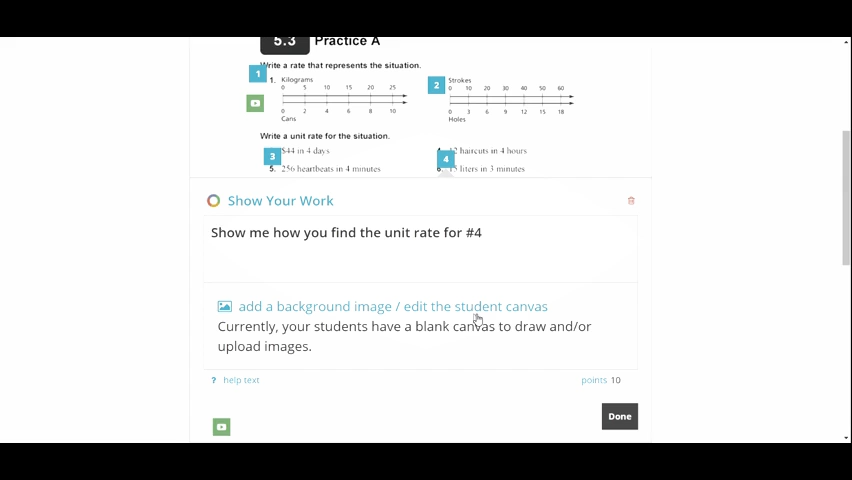 5.3 Practice A
Write a rate that represents the situation.
1
1. Kilograms
0 5 10 15 20 25
0 2 4 6 8 10
Cans
2
Strokes
0 10 20 30 40 50 60
0 3 6 9 12 15 18
Holes
Write a unit rate for the situation.
3
$44 in 4 days
4
12 haircuts in 4 hours
5. 256 heartbeats in 4 minutes
6. 15 liters in 3 minutes
Show Your Work
Show me how you find the unit rate for #4
add a background image / edit the student canvas
Currently, your students have a blank canvas to draw and/or
upload images.
? help text
points 10
Done